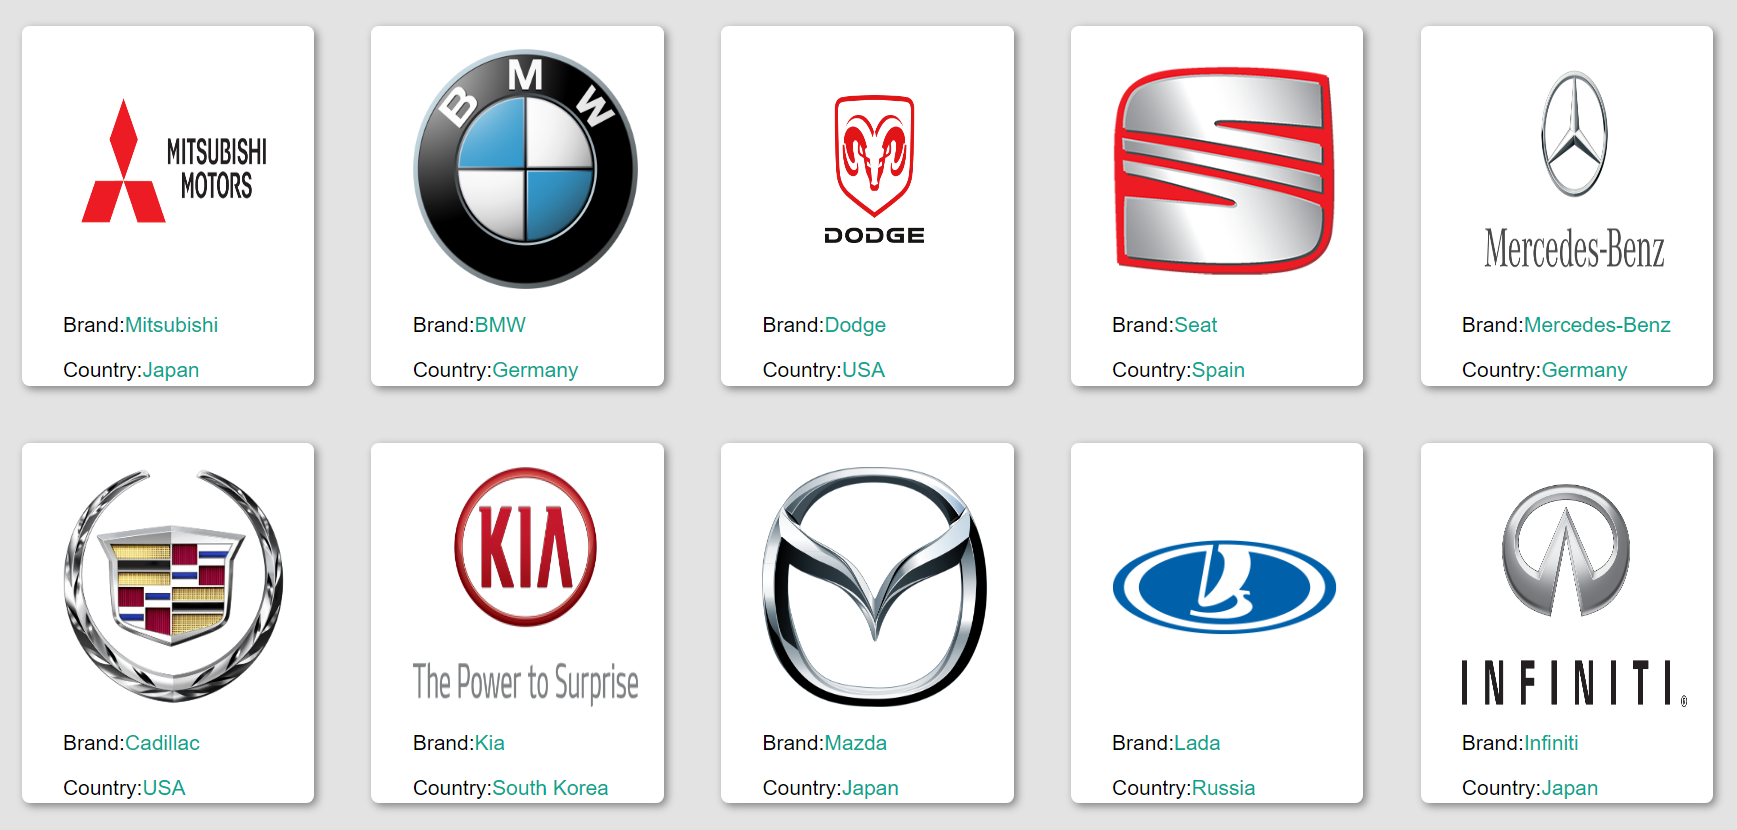 MITSUBISHI
MOTORS
Brand:Mitsubishi
Country:Japan
BMW
Brand:BMW
Country:Germany
DODGE
Brand:Dodge
Country:USA
Brand:Seat
Country:Spain
Mercedes-Benz
Brand:Mercedes-Benz
Country:Germany
Brand:Cadillac
Country:USA
KIA
The Power to Surprise
Brand:Kia
Country:South Korea
Brand:Mazda
Country:Japan
Brand:Lada
Country:Russia
INFINITI®
Brand:Infiniti
Country:Japan